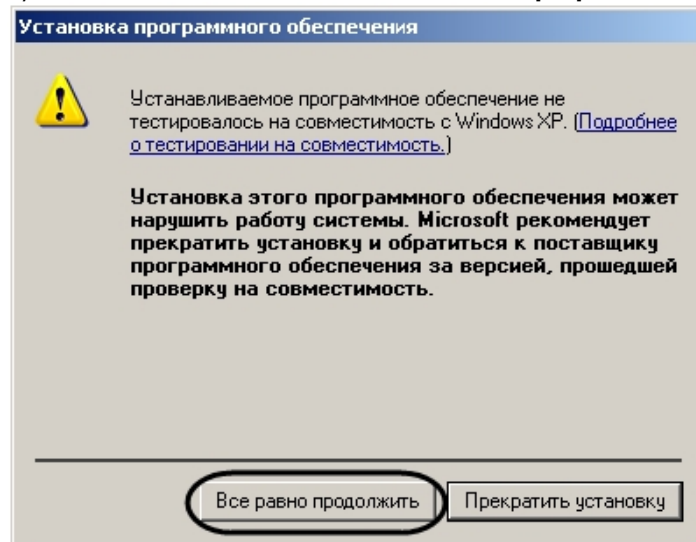 Установка программного обеспечения
Устанавливаемое программное обеспечение не
тестировалось на совместимость с Windows XP. (Подробнее
о тестировании на совместимость.)
Установка этого программного обеспечения может
нарушить работу системы. Microsoft рекомендует
прекратить установку и обратиться к поставщику
программного обеспечения за версией, прошедшей
проверку на совместимость.
Все равно продолжить
Прекратить установку